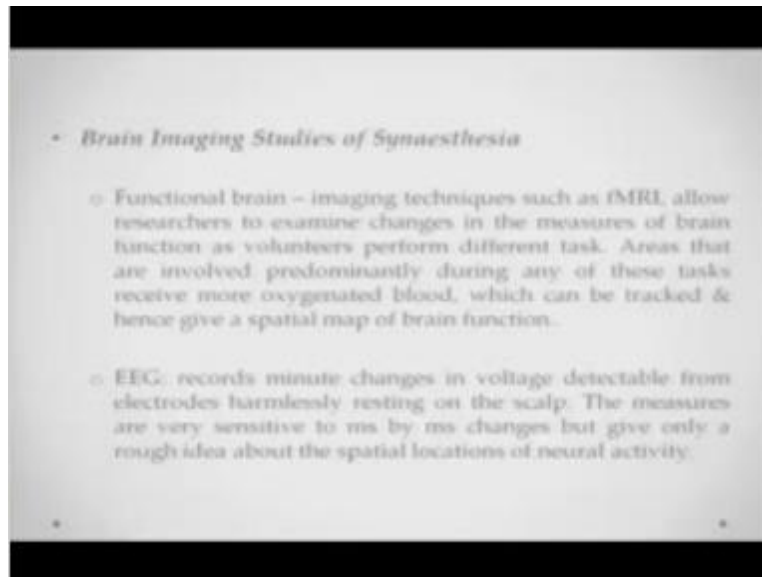 • Brain Imaging Studies of Synaesthesia
o Functional brain – imaging techniques such as fMRI, allow
researchers to examine changes in the measures of brain
function as volunteers perform different task. Areas that
are involved predominantly during any of these tasks
receive more oxygenated blood, which can be tracked &
hence give a spatial map of brain function.
o EEG: records minute changes in voltage detectable from
electrodes harmlessly resting on the scalp. The measures
are very sensitive to ms by ms changes but give only a
rough idea about the spatial locations of neural activity.